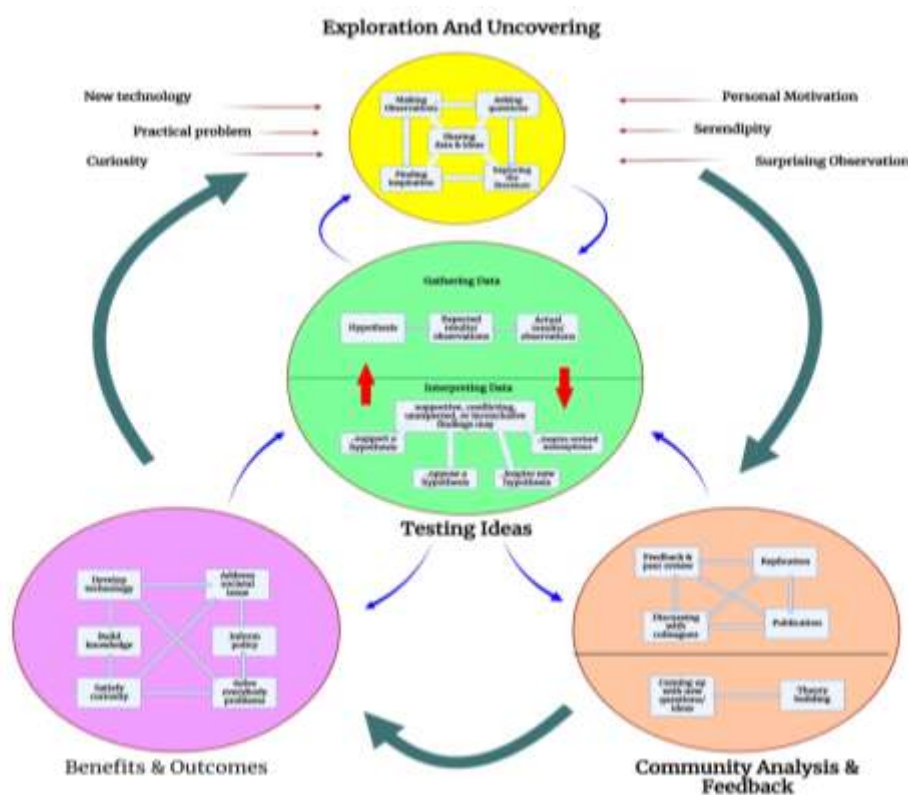 Exploration And Uncovering
New technology
Practical problem
Curiosity
Personal Motivation
Serendipity
Surprising Observation
Making
Observations
Asking
questions
Sharing
data & ideas
Finding
inspiration
Exploring
the
literature
Gathering Data
Hypothesis
Expected
results/
observations
Actual
results/
observations
Interpreting Data
supportive, conflicting,
unexpected, or inconclusive
findings may
...support a
hypothesis
...oppose a
hypothesis
...inspire new
hypothesis
...inspire revised
assumptions
Testing Ideas
Develop
technology
Address
societal
issue
Build
knowledge
Inform
policy
Satisfy
curiosity
Solve
everybody
problems
Benefits & Outcomes
Feedback &
peer review
Replication
Discussing
with
colleagues
Publication
Coming up
with new
questions/
ideas
Theory
building
Community Analysis &
Feedback